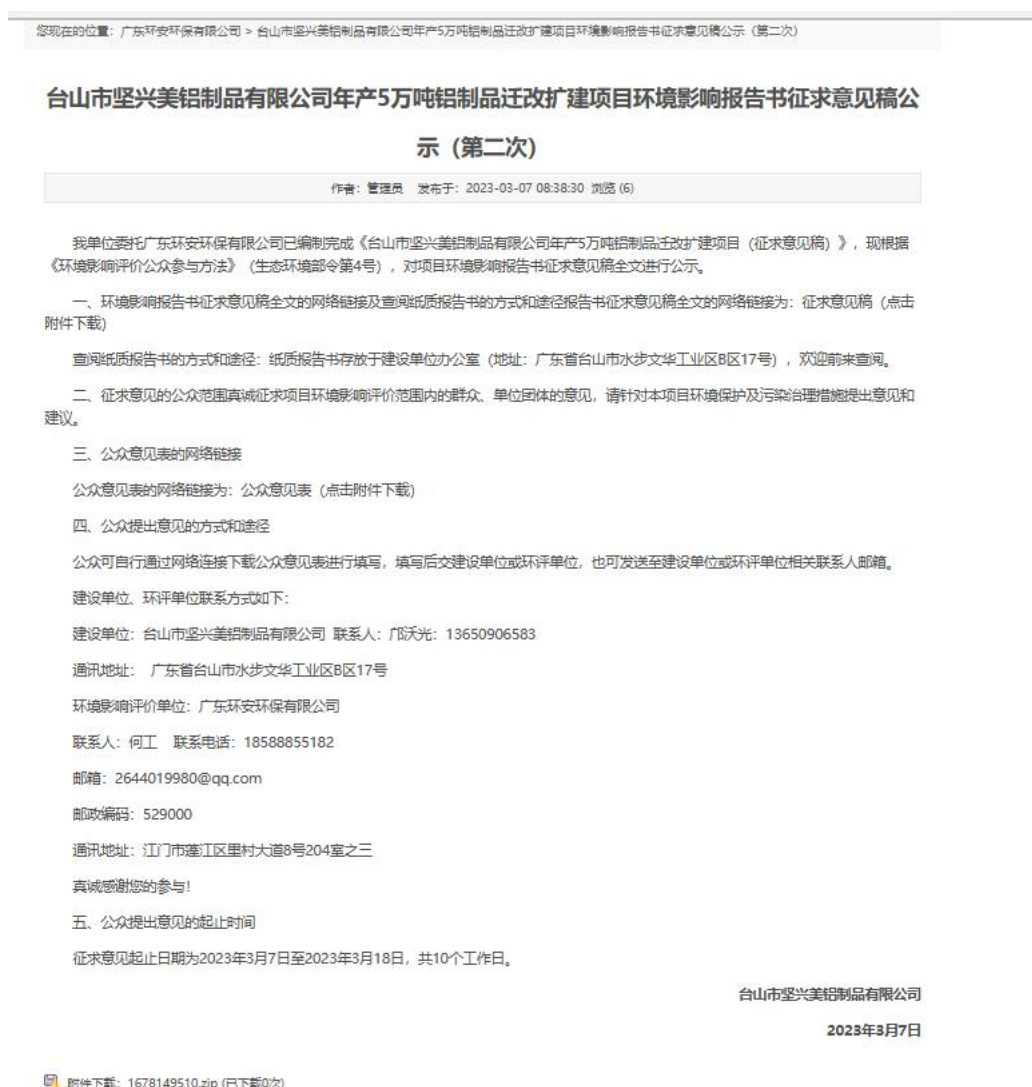 您现在的位置：广东环安环保有限公司 > 台山市坚兴美铝制品有限公司年产5万吨铝制品迁改扩建项目环境影响报告书征求意见稿公示（第二次）
台山市坚兴美铝制品有限公司年产5万吨铝制品迁改扩建项目环境影响报告书征求意见稿公
示（第二次）
作者：管理员 发布于：2023-03-07 08:38:30 浏览 (6)
我单位委托广东环安环保有限公司已编制完成《台山市坚兴美铝制品有限公司年产5万吨铝制品迁改扩建项目（征求意见稿）》，现根据
《环境影响评价公众参与方法》（生态环境部令第4号），对项目环境影响报告书征求意见稿全文进行公示。
一、环境影响报告书征求意见稿全文的网络链接及查阅纸质报告书的方式和途径报告书征求意见稿全文的网络链接为：征求意见稿（点击
附件下载)
查阅纸质报告书的方式和途径：纸质报告书存放于建设单位办公室（地址：广东省台山市水步文华工业区B区17号），欢迎前来查阅。
二、征求意见的公众范围真诚征求项目环境影响评价范围内的群众、单位团体的意见，请针对本项目环境保护及污染治理措施提出意见和
建议。
三、公众意见表的网络链接
公众意见表的网络链接为：公众意见表（点击附件下载)
四、公众提出意见的方式和途径
公众可自行通过网络连接下载公众意见表进行填写，填写后交建设单位或环评单位，也可发送至建设单位或环评单位相关联系人邮箱。
建设单位、环评单位联系方式如下：
建设单位：台山市坚兴美铝制品有限公司 联系人：邝沃光：13650906583
通讯地址： 广东省台山市水步文华工业区B区17号
环境影响评价单位：广东环安环保有限公司
联系人：何工 联系电话：18588855182
邮箱：2644019980@qq.com
邮政编码：529000
通讯地址：江门市蓬江区里村大道8号204室之三
真诚感谢您的参与！
五、公众提出意见的起止时间
征求意见起止日期为2023年3月7日至2023年3月18日，共10个工作日。
台山市坚兴美铝制品有限公司
2023年3月7日
附件下载：1678149510.zip (已下载0次)